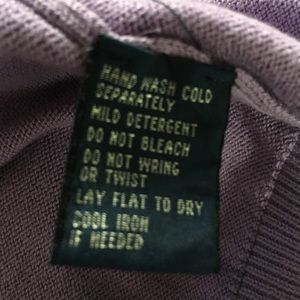 HAND WASH COLD
SEPARATELY
MILD DETERGENT
DO NOT BLEACH
DO NOT WRING
OR TWIST
LAY FLAT TO DRY
COOL IRON
IF NEEDED